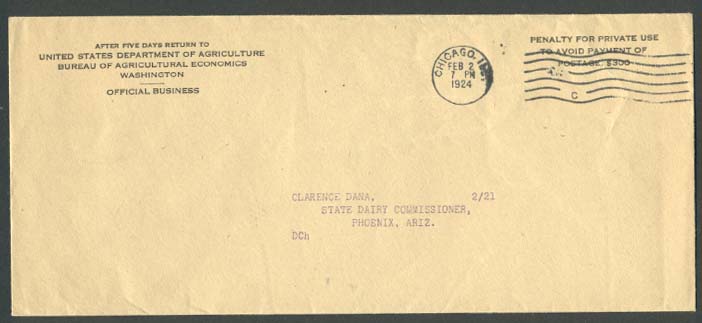 AFTER FIVE DAYS RETURN TO
UNITED STATES DEPARTMENT OF AGRICULTURE
BUREAU OF AGRICULTURAL ECONOMICS
WASHINGTON
OFFICIAL BUSINESS
CHICAGO, ILL.
FEB 2
7 PM
1924
PENALTY FOR PRIVATE USE
TO AVOID PAYMENT OF
POSTAGE, $300
C
CLARENCE DANA, 2/21
STATE DAIRY COMMISSIONER,
PHOENIX, ARIZ.
DCh